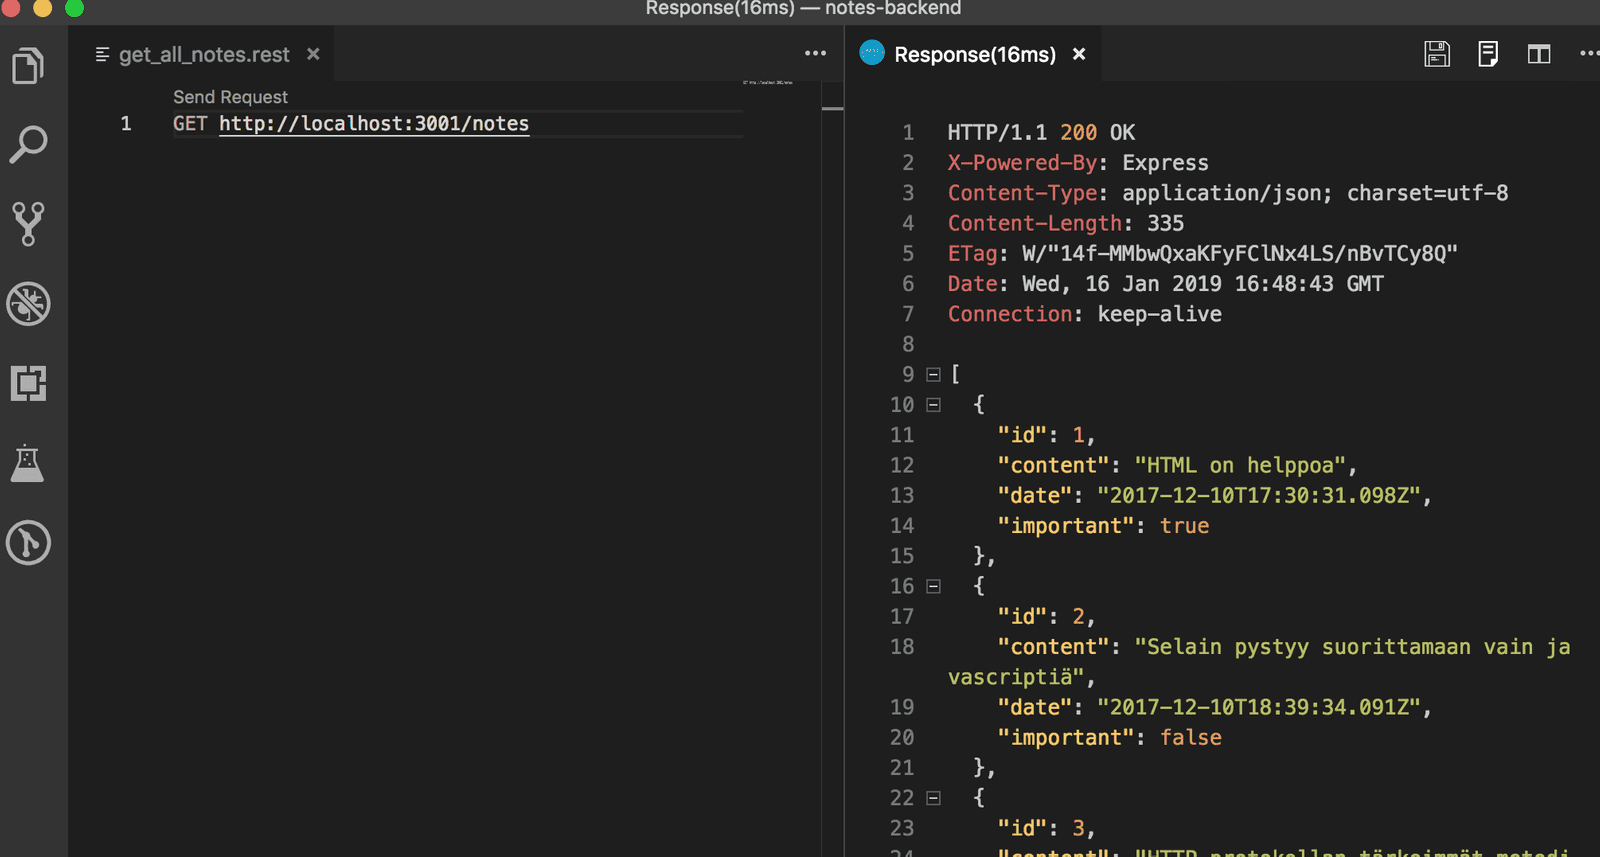 Response(16ms) — notes-backend
get_all_notes.rest
Response(16ms)
Send Request
1 GET http://localhost:3001/notes
1 HTTP/1.1 200 OK
2 X-Powered-By: Express
3 Content-Type: application/json; charset=utf-8
4 Content-Length: 335
5 ETag: W/"14f-MMbwQxaKFyFClNx4LS/nBvTCy8Q"
6 Date: Wed, 16 Jan 2019 16:48:43 GMT
7 Connection: keep-alive
8
9 [
10 {
11 "id": 1,
12 "content": "HTML on helppoa",
13 "date": "2017-12-10T17:30:31.098Z",
14 "important": true
15 },
16 {
17 "id": 2,
18 "content": "Selain pystyy suorittamaan vain ja
vascriptiä",
19 "date": "2017-12-10T18:39:34.091Z",
20 "important": false
21 },
22 {
23 "id": 3,
24 "content": "HTTP-protokollan tärkeimmät metodi